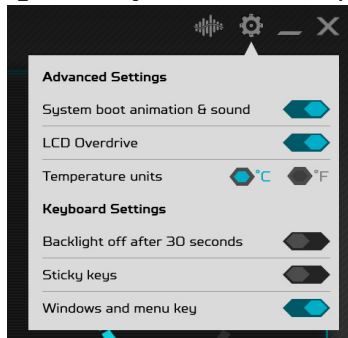 Advanced Settings
System boot animation & sound
LCD Overdrive
Temperature units °C °F
Keyboard Settings
Backlight off after 30 seconds
Sticky keys
Windows and menu key